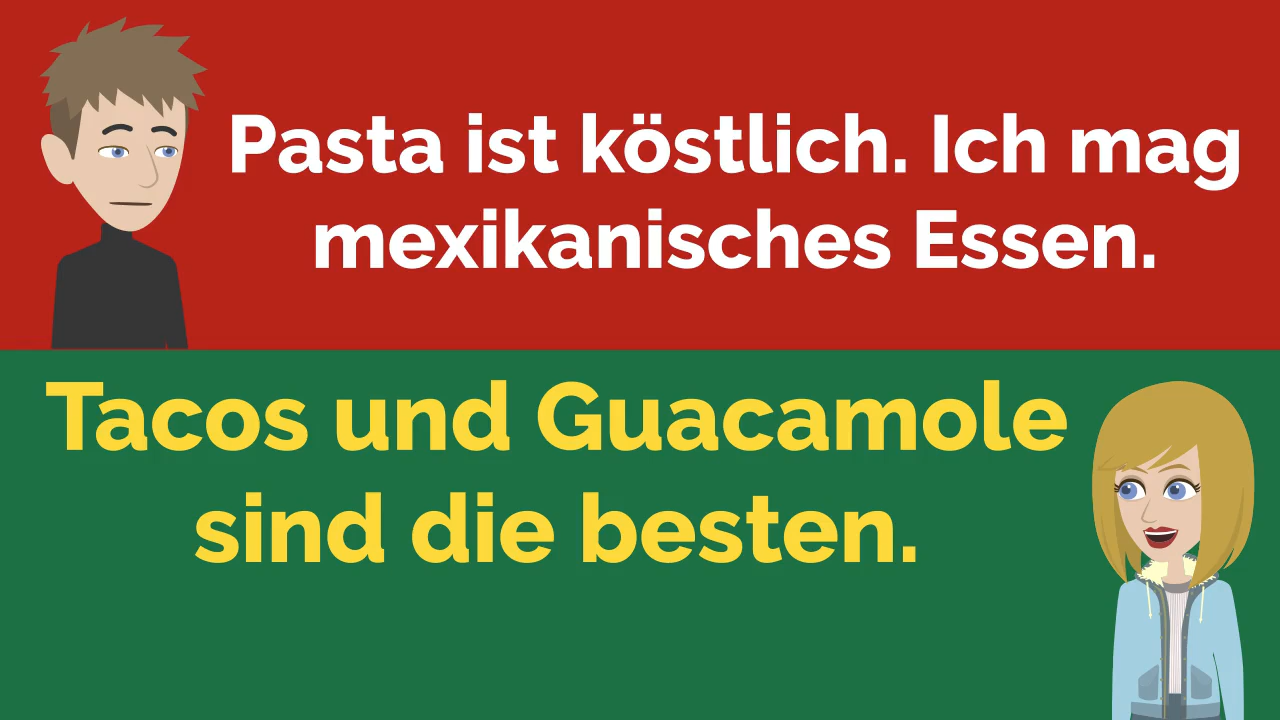 Pasta ist köstlich. Ich mag
mexikanisches Essen.
Tacos und Guacamole
sind die besten.